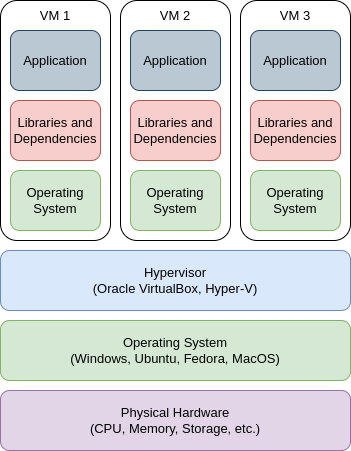 VM 1
Application
Libraries and
Dependencies
Operating
System
VM 2
Application
Libraries and
Dependencies
Operating
System
VM 3
Application
Libraries and
Dependencies
Operating
System
Hypervisor
(Oracle VirtualBox, Hyper-V)
Operating System
(Windows, Ubuntu, Fedora, MacOS)
Physical Hardware
(CPU, Memory, Storage, etc.)